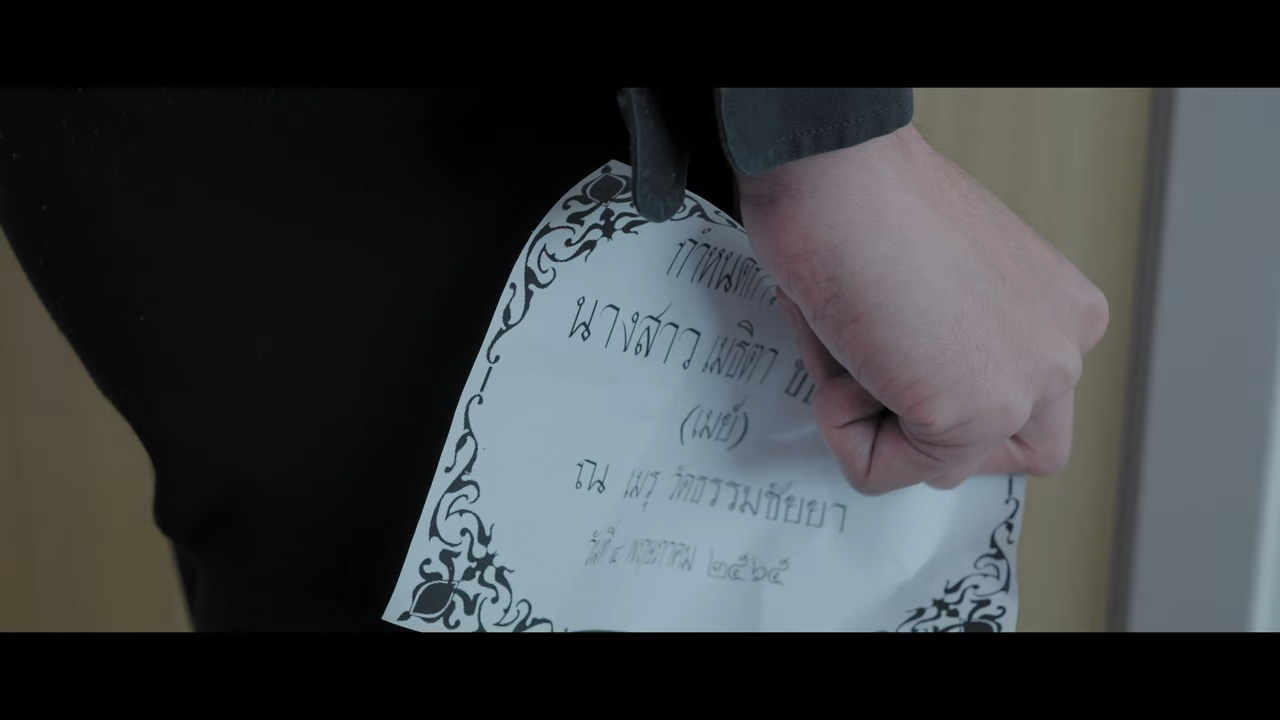 นางสาว เมธิตา
(เมย์)
ณ เมรุ วัดธรรมชัยยา
วันที่ ๔ พฤษภาคม ๒๕๖๕